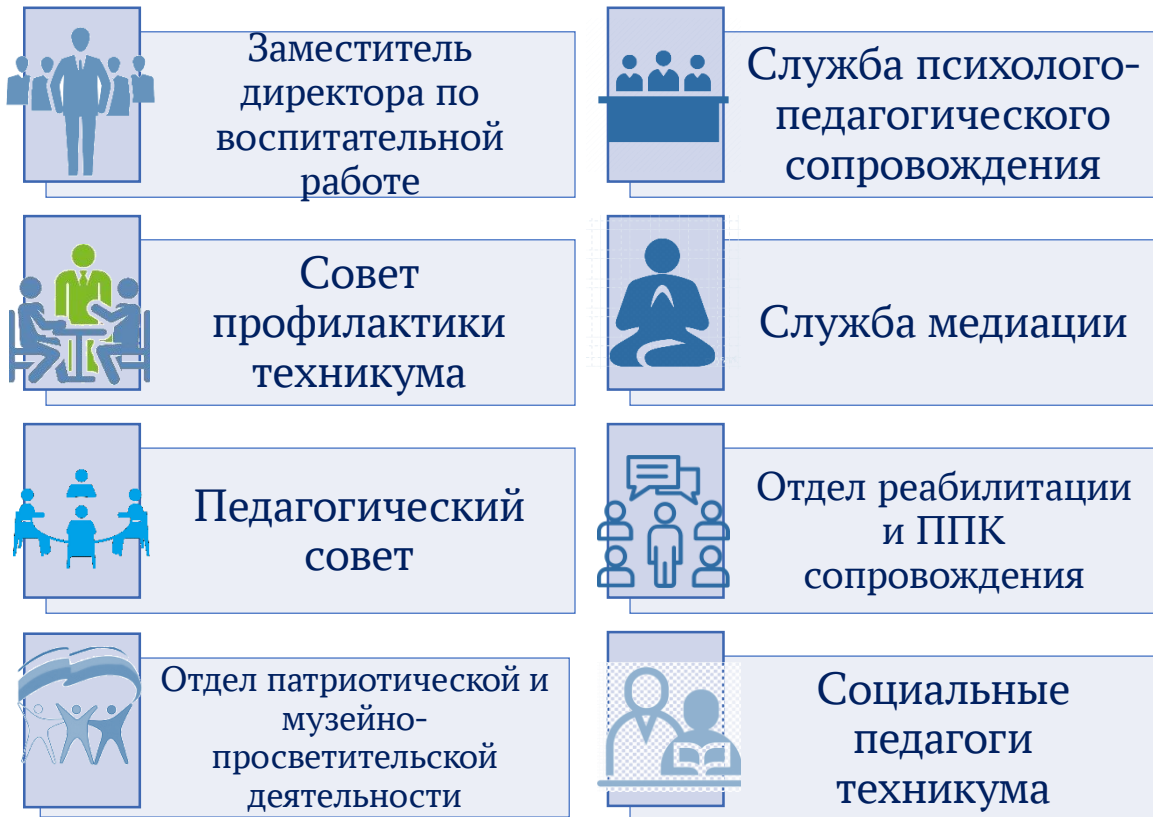 Заместитель
директора по
воспитательной
работе
Служба психолого-
педагогического
сопровождения
Совет
профилактики
техникума
Служба медиации
Педагогический
совет
Отдел реабилитации
и ППК
сопровождения
Отдел патриотической и
музейно-
просветительской
деятельности
Социальные
педагоги
техникума